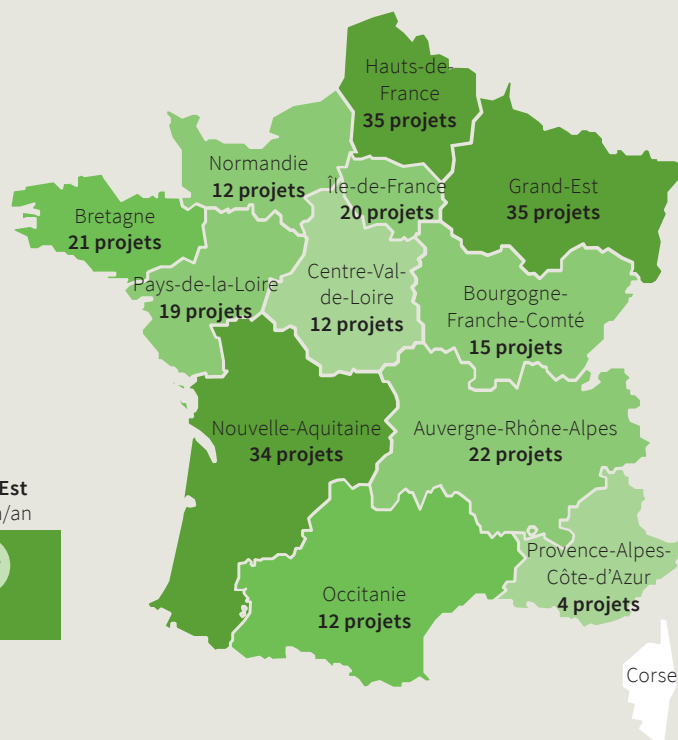 Hauts-de-
France
35 projets
Normandie
12 projets
Île-de-France
20 projets
Grand-Est
35 projets
Bretagne
21 projets
Pays-de-la-Loire
19 projets
Centre-Val-
de-Loire
12 projets
Bourgogne-
Franche-Comté
15 projets
Nouvelle-Aquitaine
34 projets
Auvergne-Rhône-Alpes
22 projets
Est
/an
Provence-Alpes-
Côte-d'Azur
4 projets
Occitanie
12 projets
Corse